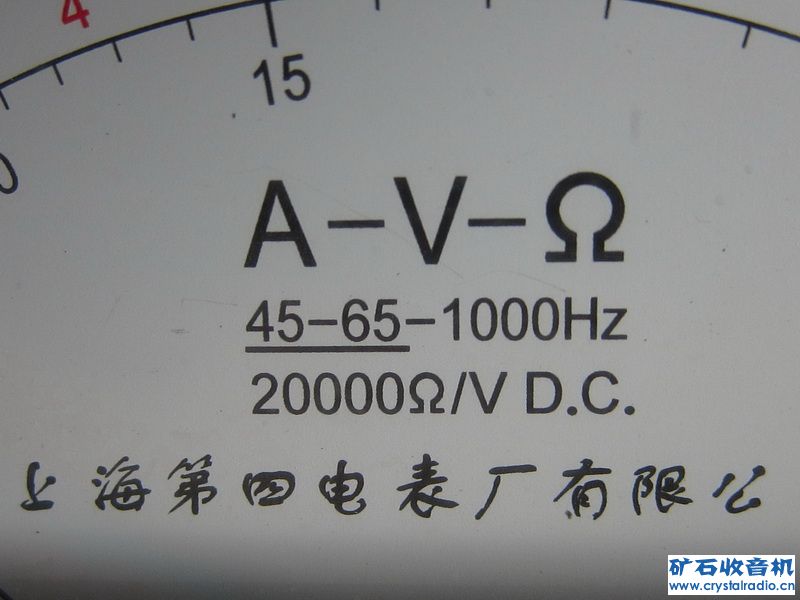 4
15
A-V-Ω
45-65-1000Hz
20000Ω/V D.C.
上海第四电表厂有限公
矿石收音机
www.crystalradio.cn